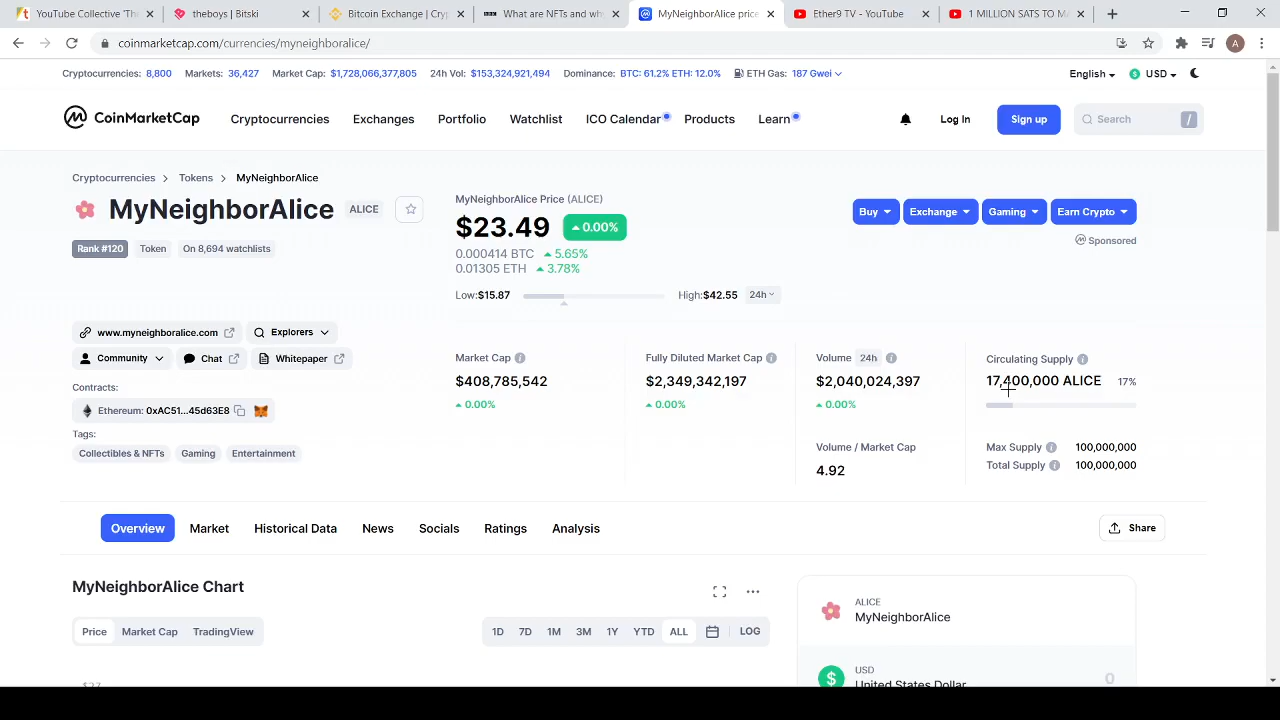 YouTube Collective 'Thi
theboys | Bitski
Bitcoin Exchange | Cry
What are NFTs and why
MyNeighborAlice price
Ether9 TV - YouTube
1 MILLION SATS TO MA
coinmarketcap.com/currencies/myneighboralice/
A
Cryptocurrencies: 8,800 Markets: 36,427 Market Cap: $1,728,066,377,805 24h Vol: $153,324,921,494 Dominance: BTC: 61.2% ETH: 12.0% ETH Gas: 187 Gwei
English USD
CoinMarketCap
Cryptocurrencies Exchanges Portfolio Watchlist ICO Calendar Products Learn
Log In Sign up Search /
Cryptocurrencies Tokens MyNeighborAlice
MyNeighborAlice ALICE
Rank #120 Token On 8,694 watchlists
MyNeighborAlice Price (ALICE)
$23.49 0.00%
0.000414 BTC 5.65%
0.01305 ETH 3.78%
Low:$15.87 High:$42.55 24h
Buy Exchange Gaming Earn Crypto
Sponsored
www.myneighboralice.com Explorers
Community Chat Whitepaper
Contracts:
Ethereum: 0xAC51...45d63E8
Tags:
Collectibles & NFTs Gaming Entertainment
Market Cap
$408,785,542
0.00%
Fully Diluted Market Cap
$2,349,342,197
0.00%
Volume 24h
$2,040,024,397
0.00%
Volume / Market Cap
4.92
Circulating Supply
17,400,000 ALICE 17%
Max Supply 100,000,000
Total Supply 100,000,000
Overview Market Historical Data News Socials Ratings Analysis
Share
MyNeighborAlice Chart
Price Market Cap TradingView
1D 7D 1M 3M 1Y YTD ALL LOG
ALICE
MyNeighborAlice
USD
United States Dollar
0